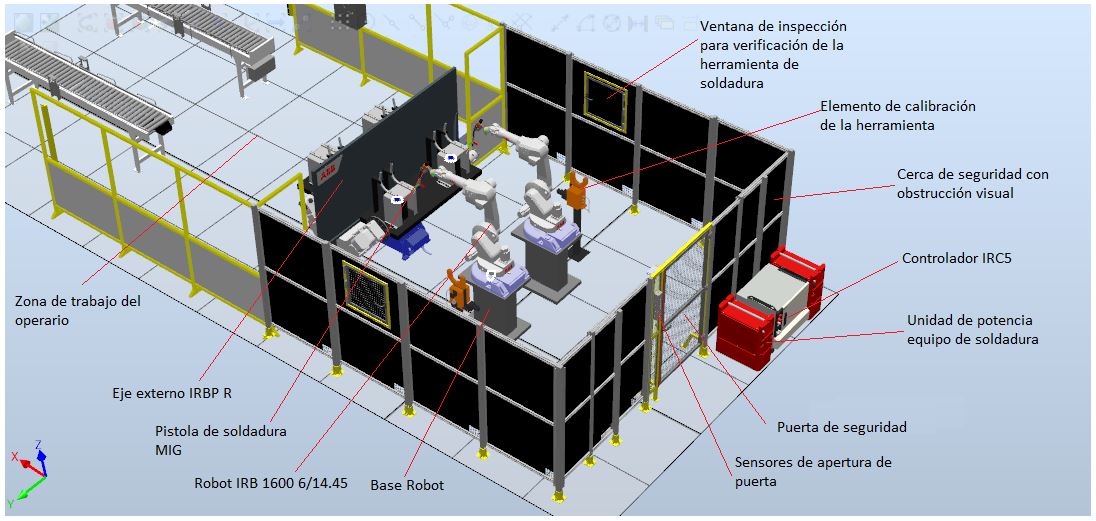 Ventana de inspección
para verificación de la
herramienta de
soldadura
Elemento de calibración
de la herramienta
Cerca de seguridad con
obstrucción visual
Controlador IRC5
Unidad de potencia
equipo de soldadura
Puerta de seguridad
Sensores de apertura de
puerta
Base Robot
Robot IRB 1600 6/14.45
Pistola de soldadura
MIG
Eje externo IRBP R
Zona de trabajo del
operario
ABB
X
Z
Y